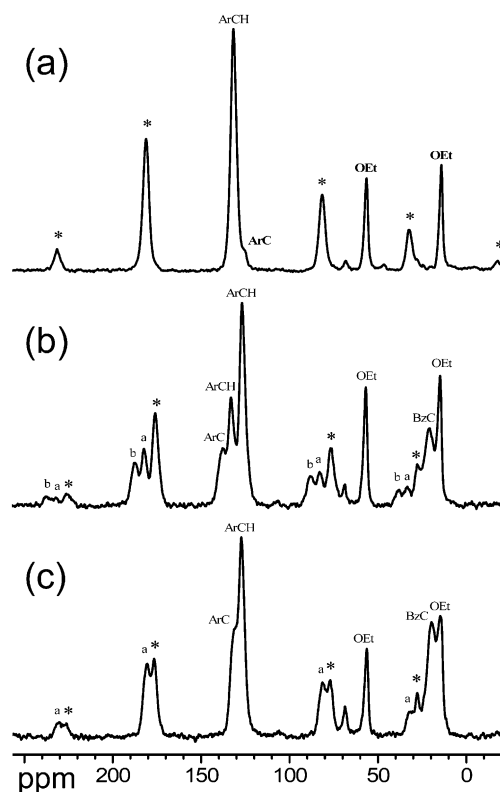 (a)
ArCH
*
*
ArC
*
OEt
*
OEt
*
(b)
ArCH
ArCH
ArC
b a *
b a *
b a *
OEt
BzC
OEt
b a *
(c)
ArCH
ArC
a *
a *
a *
OEt
BzC
OEt
a *
ppm 200 150 100 50 0